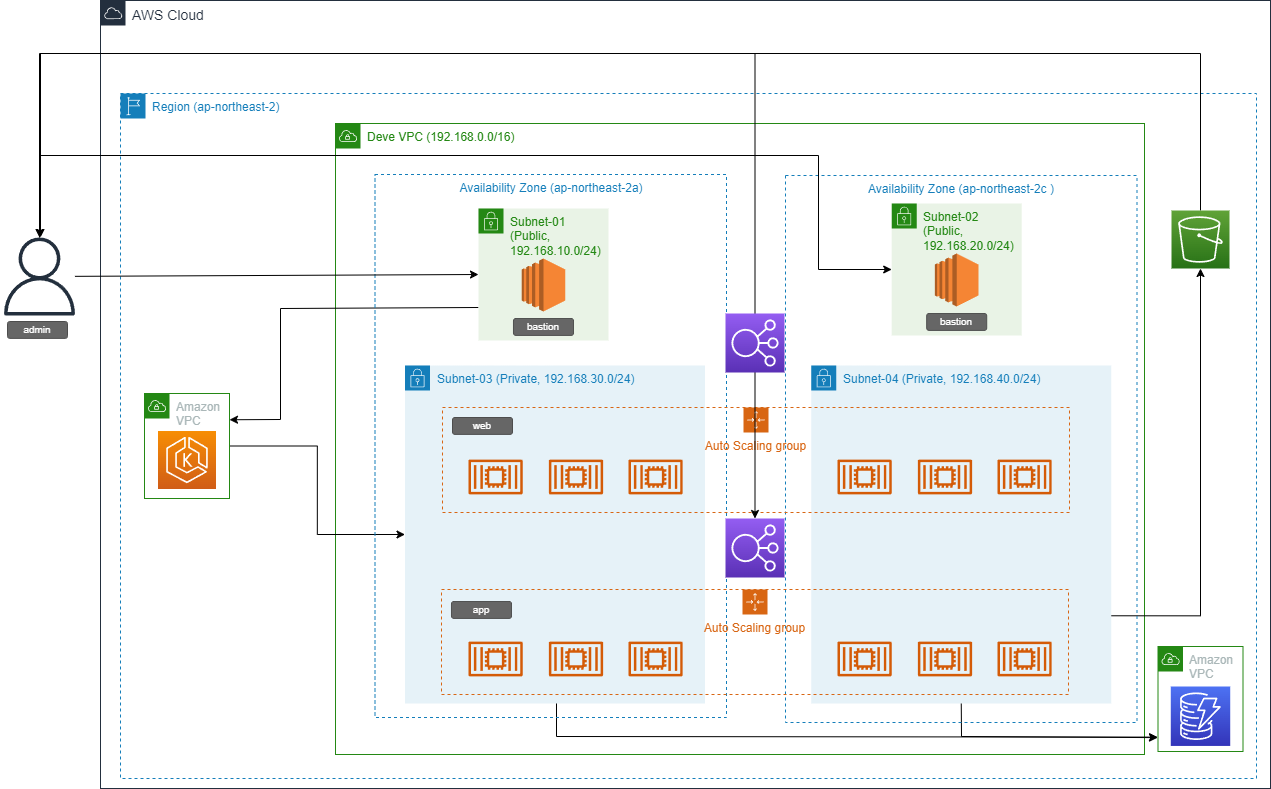 AWS Cloud
Region (ap-northeast-2)
Deve VPC (192.168.0.0/16)
Availability Zone (ap-northeast-2a)
Availability Zone (ap-northeast-2c )
Subnet-01
(Public,
192.168.10.0/24)
bastion
Subnet-02
(Public,
192.168.20.0/24)
bastion
admin
Subnet-03 (Private, 192.168.30.0/24)
Subnet-04 (Private, 192.168.40.0/24)
Amazon
VPC
K
web
Auto Scaling group
app
Auto Scaling group
Amazon
VPC